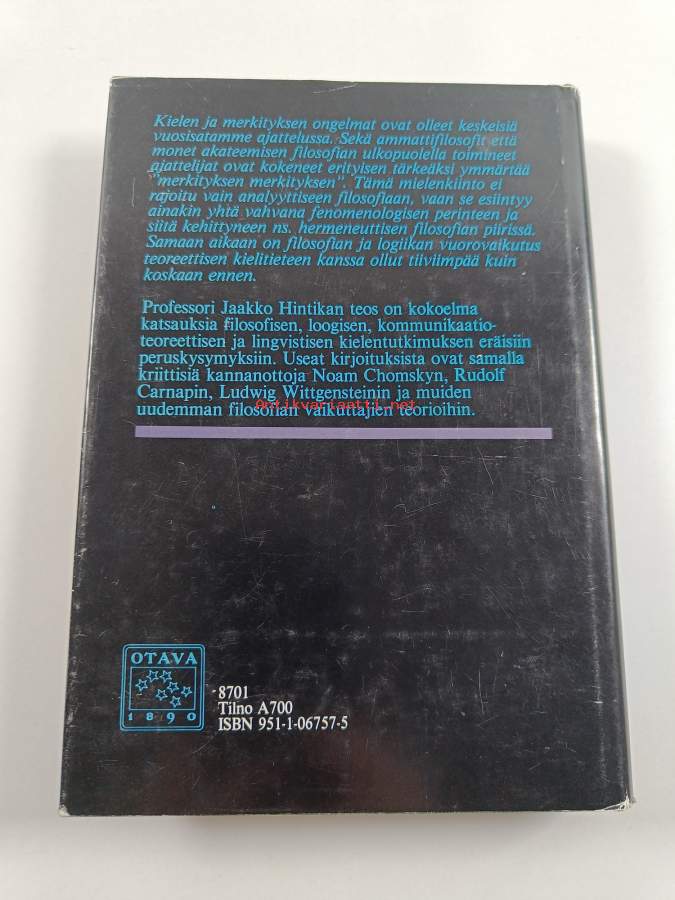 Kielen ja merkityksen ongelmat ovat olleet keskeisiä
vuosisatamme ajattelussa. Sekä ammattifilosofit että
monet akateemisen filosofian ulkopuolella toimineet
ajattelijat ovat kokeneet erityisen tärkeäksi ymmärtää
"merkityksen merkityksen". Tämä mielenkiinto ei
rajoitu vain analyyttiseen filosofiaan, vaan se esiintyy
ainakin yhtä vahvana fenomenologisen perinteen ja
siitä kehittyneen ns. hermeneuttisen filosofian piirissä.
Samaan aikaan on filosofian ja logiikan vuorovaikutus
teoreettisen kielitieteen kanssa ollut tiiviimpää kuin
koskaan ennen.
Professori Jaakko Hintikan teos on kokoelma
katsauksia filosofisen, loogisen, kommunikaatio-
teoreettisen ja lingvistisen kielentutkimuksen eräisiin
peruskysymyksiin. Useat kirjoituksista ovat samalla
kriittisiä kannanottoja Noam Chomskyn, Rudolf
Carnapin, Ludwig Wittgensteinin ja muiden
uudemman filosofian vaikuttajien teorioihin.
Antikvariaatti.net
OTAVA
1890
8701
Tilno A700
ISBN 951-1-06757-5